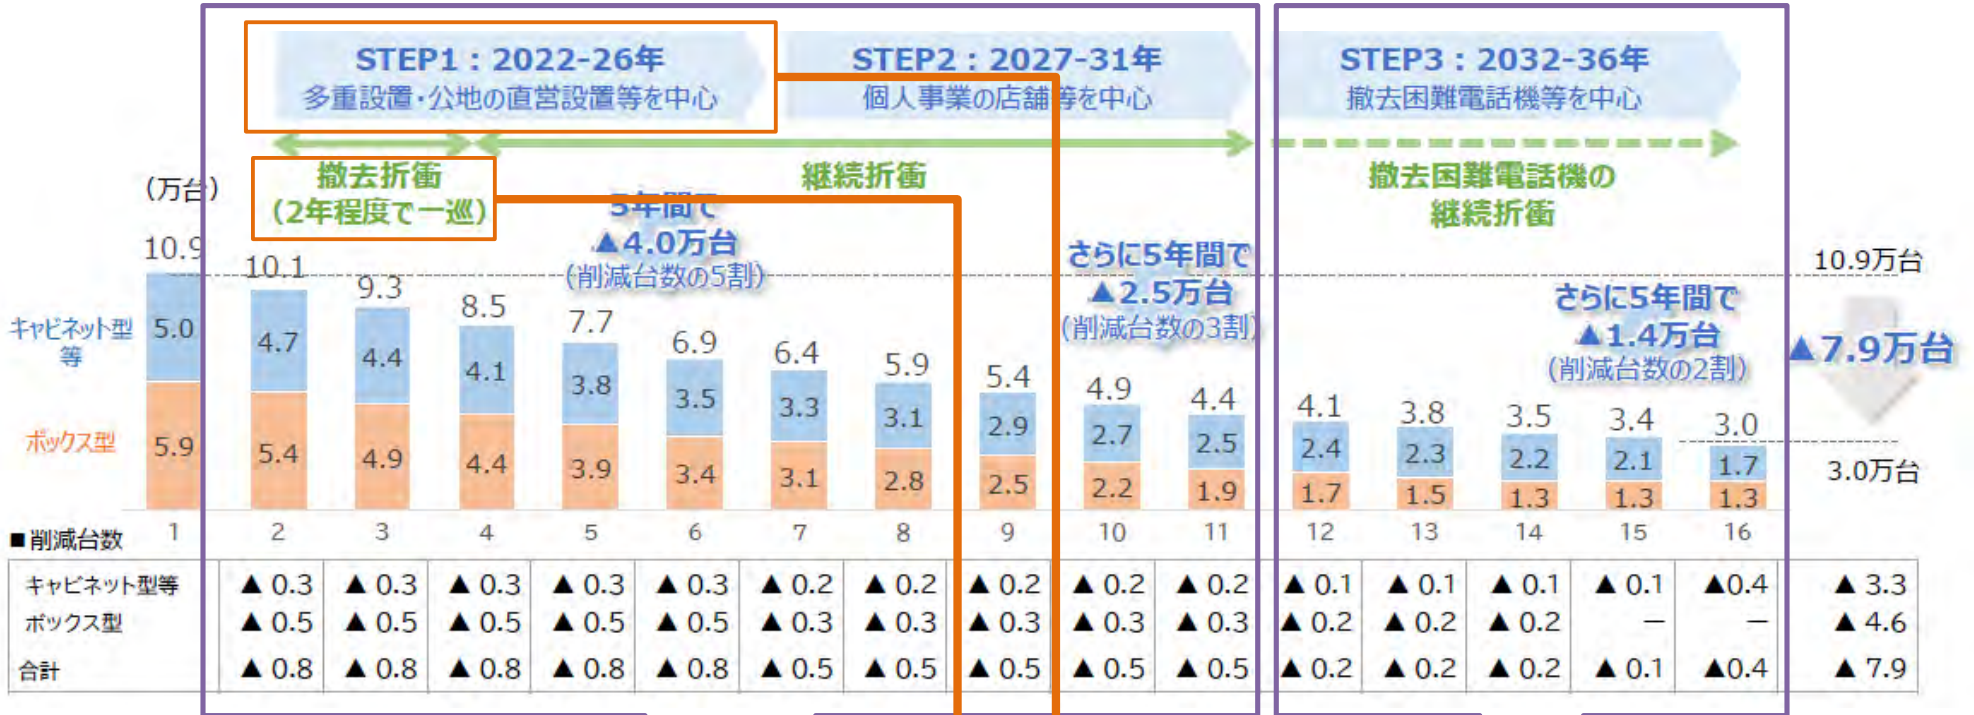 STEP1：2022-26年
多重設置・公地の直営設置等を中心
STEP2：2027-31年
個人事業の店舗等を中心
STEP3：2032-36年
撤去困難電話機等を中心
撤去折衝
（2年程度で一巡）
継続折衝
撤去困難電話機の
継続折衝
（万台）
5年間で
▲4.0万台
（削減台数の5割）
さらに5年間で
▲2.5万台
（削減台数の3割）
さらに5年間で
▲1.4万台
（削減台数の2割）
10.9万台
▲7.9万台
3.0万台
10.9 10.1 9.3 8.5 7.7 6.9 6.4 5.9 5.4 4.9 4.4 4.1 3.8 3.5 3.4 3.0
キャビネット型
等
5.0 4.7 4.4 4.1 3.8 3.5 3.3 3.1 2.9 2.7 2.5 2.4 2.3 2.2 2.1 1.7
ボックス型 5.9 5.4 4.9 4.4 3.9 3.4 3.1 2.8 2.5 2.2 1.9 1.7 1.5 1.3 1.3 1.3
■削減台数 1 2 3 4 5 6 7 8 9 10 11 12 13 14 15 16
キャビネット型等 ▲0.3 ▲0.3 ▲0.3 ▲0.3 ▲0.3 ▲0.2 ▲0.2 ▲0.2 ▲0.2 ▲0.2 ▲0.1 ▲0.1 ▲0.1 ▲0.1 ▲0.4 ▲3.3
ボックス型 ▲0.5 ▲0.5 ▲0.5 ▲0.5 ▲0.5 ▲0.3 ▲0.3 ▲0.3 ▲0.3 ▲0.3 ▲0.2 ▲0.2 ▲0.2 － － ▲4.6
合計 ▲0.8 ▲0.8 ▲0.8 ▲0.8 ▲0.8 ▲0.5 ▲0.5 ▲0.5 ▲0.5 ▲0.5 ▲0.2 ▲0.2 ▲0.2 ▲0.1 ▲0.4 ▲7.9